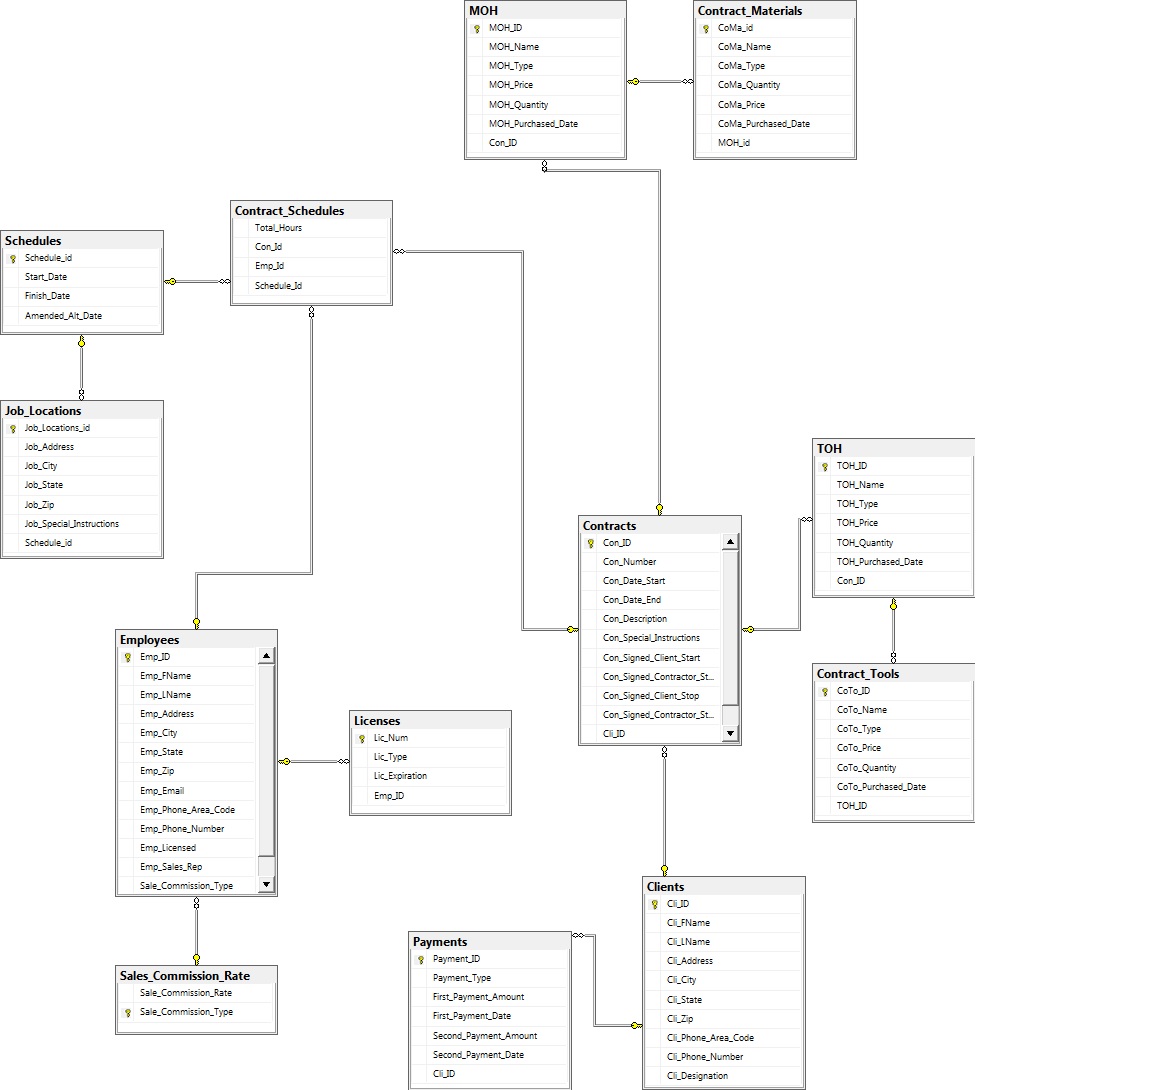 MOH
MOH_ID
MOH_Name
MOH_Type
MOH_Price
MOH_Quantity
MOH_Purchased_Date
Con_ID
Contract_Materials
CoMa_id
CoMa_Name
CoMa_Type
CoMa_Quantity
CoMa_Price
CoMa_Purchased_Date
MOH_id
Contract_Schedules
Total_Hours
Con_Id
Emp_Id
Schedule_Id
Schedules
Schedule_id
Start_Date
Finish_Date
Amended_Alt_Date
Job_Locations
Job_Locations_id
Job_Address
Job_City
Job_State
Job_Zip
Job_Special_Instructions
Schedule_id
TOH
TOH_ID
TOH_Name
TOH_Type
TOH_Price
TOH_Quantity
TOH_Purchased_Date
Con_ID
Contracts
Con_ID
Con_Number
Con_Date_Start
Con_Date_End
Con_Description
Con_Special_Instructions
Con_Signed_Client_Start
Con_Signed_Contractor_St...
Con_Signed_Client_Stop
Con_Signed_Contractor_St...
Cli_ID
Employees
Emp_ID
Emp_FName
Emp_LName
Emp_Address
Emp_City
Emp_State
Emp_Zip
Emp_Email
Emp_Phone_Area_Code
Emp_Phone_Number
Emp_Licensed
Emp_Sales_Rep
Sale_Commission_Type
Licenses
Lic_Num
Lic_Type
Lic_Expiration
Emp_ID
Contract_Tools
CoTo_ID
CoTo_Name
CoTo_Type
CoTo_Price
CoTo_Quantity
CoTo_Purchased_Date
TOH_ID
Clients
Cli_ID
Cli_FName
Cli_LName
Cli_Address
Cli_City
Cli_State
Cli_Zip
Cli_Phone_Area_Code
Cli_Phone_Number
Cli_Designation
Payments
Payment_ID
Payment_Type
First_Payment_Amount
First_Payment_Date
Second_Payment_Amount
Second_Payment_Date
Cli_ID
Sales_Commission_Rate
Sale_Commission_Rate
Sale_Commission_Type